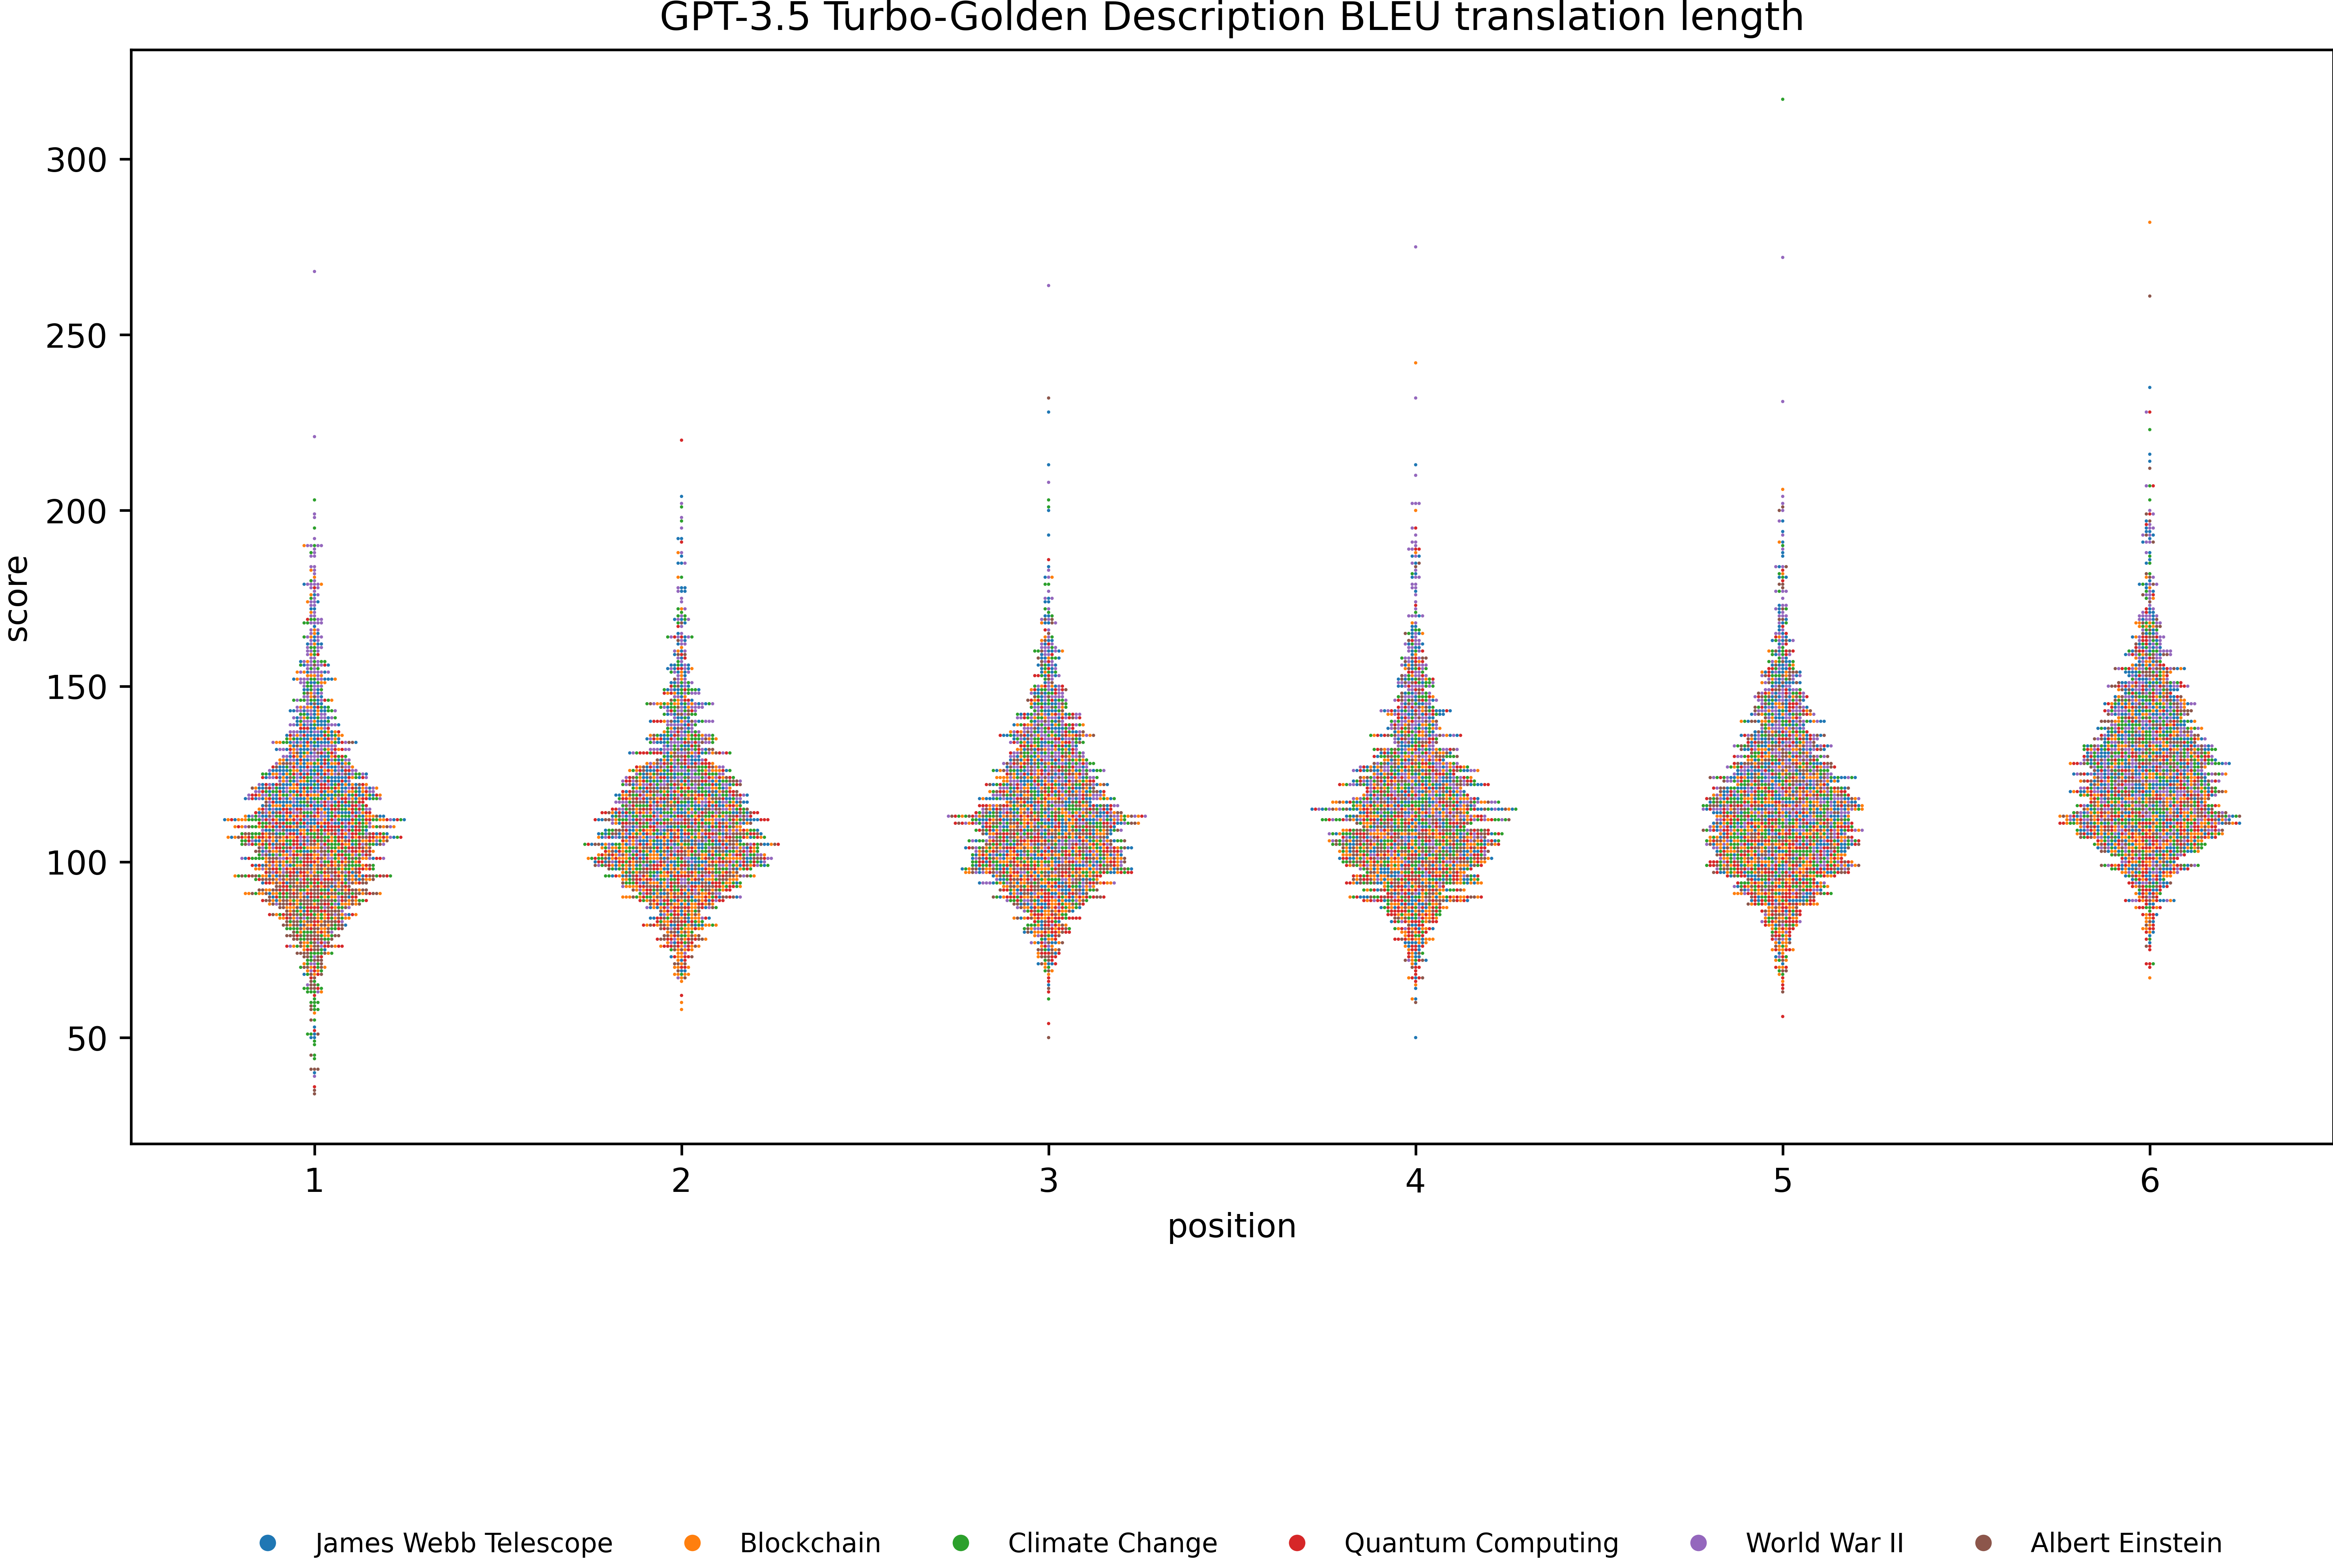 GPT-3.5 Turbo-Golden Description BLEU translation length
300
250
200
150
100
50
score
1 2 3 4 5 6
position
James Webb Telescope Blockchain Climate Change Quantum Computing World War II Albert Einstein